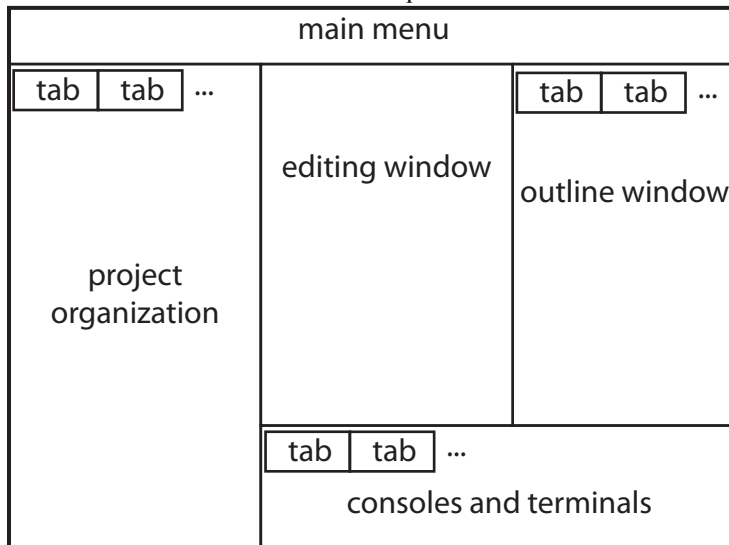 main menu
tab tab ...
project
organization
editing window
tab tab ...
outline window
tab tab ...
consoles and terminals